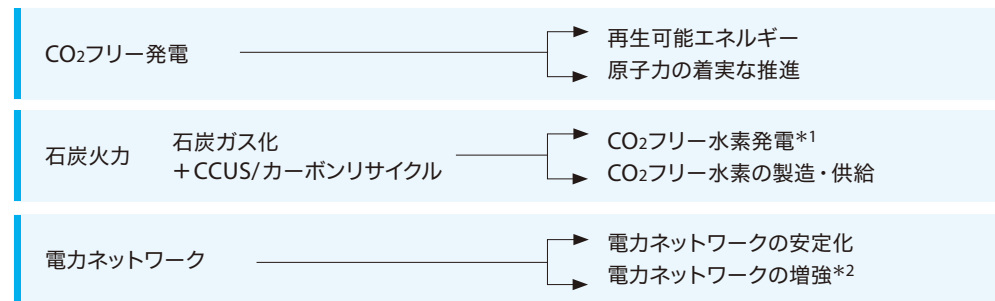 CO2フリー発電
再生可能エネルギー
原子力の着実な推進
石炭火力
石炭ガス化
+CCUS/カーボンリサイクル
CO2フリー水素発電*1
CO2フリー水素の製造・供給
電力ネットワーク
電力ネットワークの安定化
電力ネットワークの増強*2